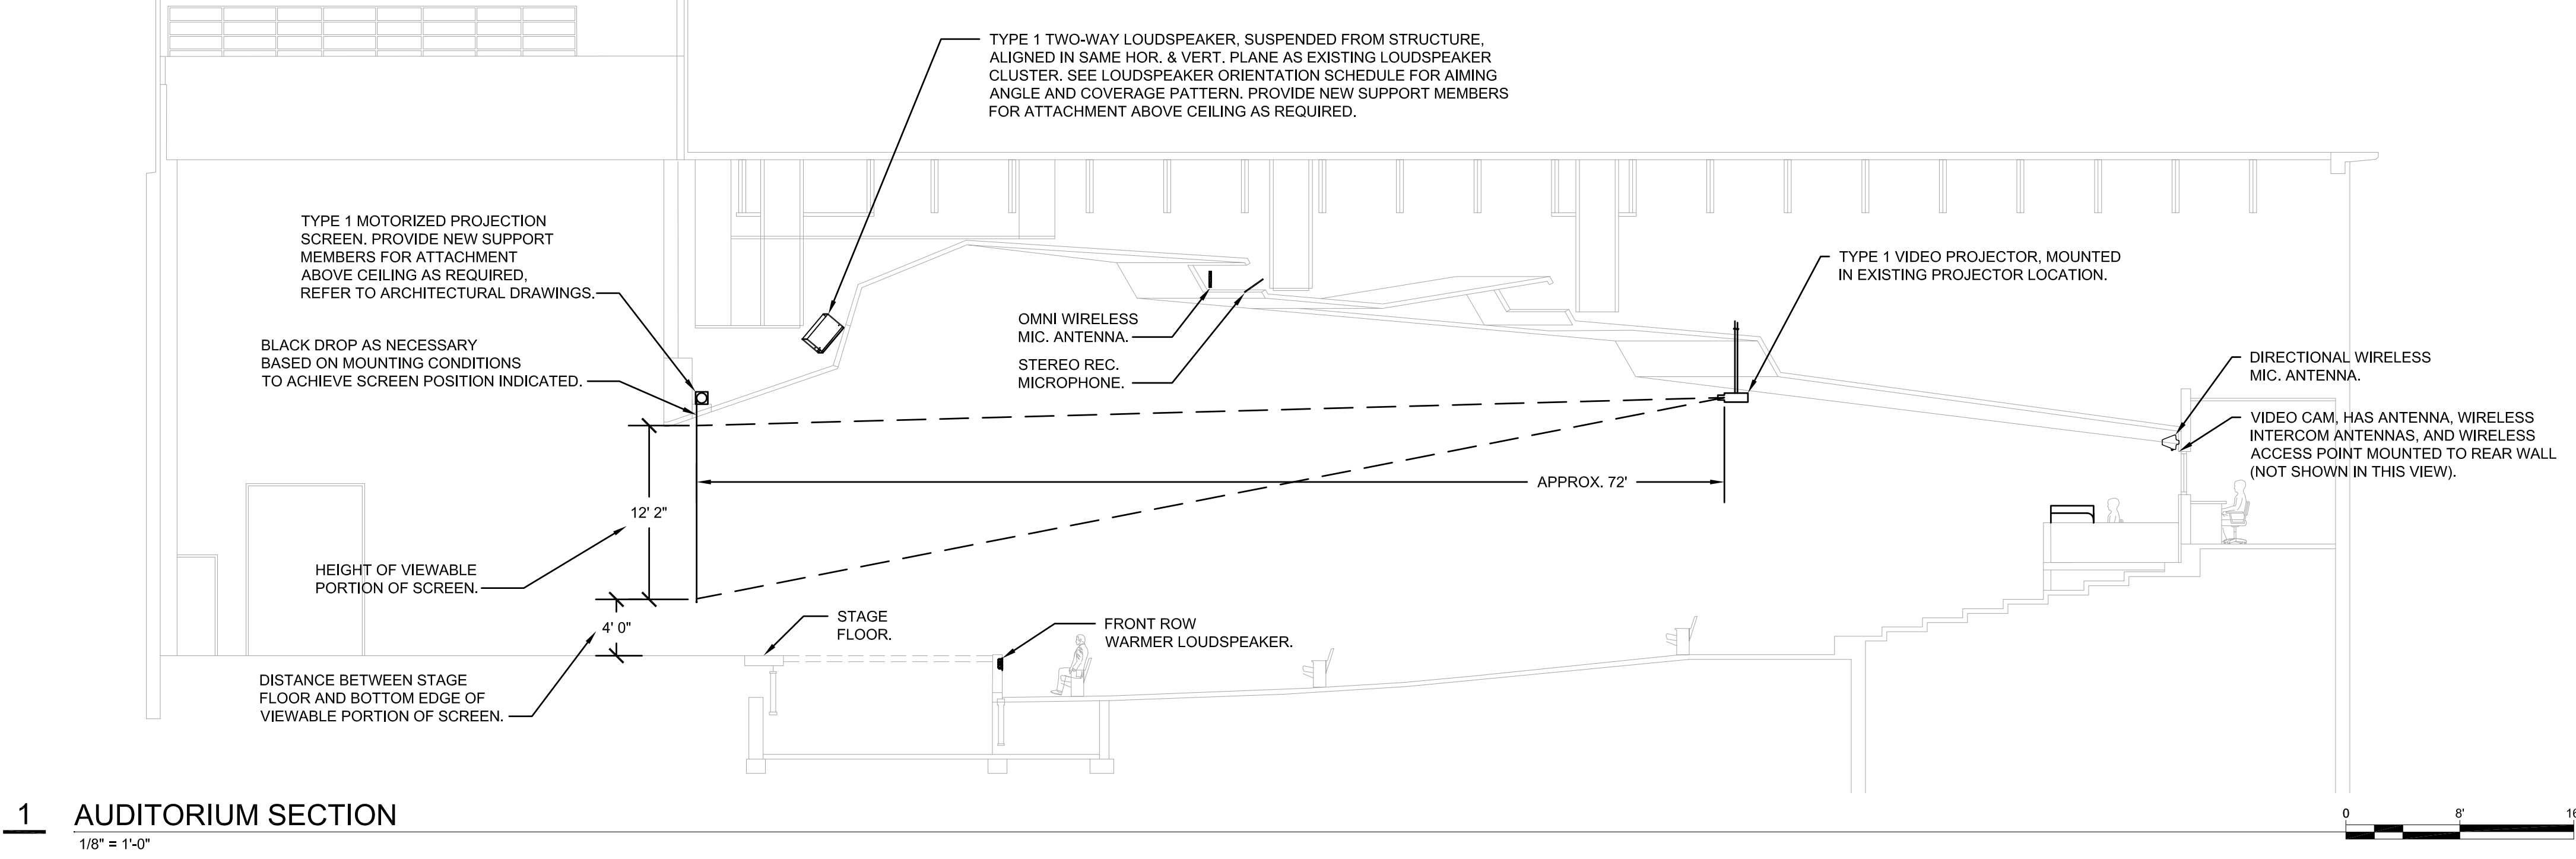 TYPE 1 TWO-WAY LOUDSPEAKER, SUSPENDED FROM STRUCTURE,
ALIGNED IN SAME HOR. & VERT. PLANE AS EXISTING LOUDSPEAKER
CLUSTER. SEE LOUDSPEAKER ORIENTATION SCHEDULE FOR AIMING
ANGLE AND COVERAGE PATTERN. PROVIDE NEW SUPPORT MEMBERS
FOR ATTACHMENT ABOVE CEILING AS REQUIRED.
TYPE 1 MOTORIZED PROJECTION
SCREEN. PROVIDE NEW SUPPORT
MEMBERS FOR ATTACHMENT
ABOVE CEILING AS REQUIRED,
REFER TO ARCHITECTURAL DRAWINGS.
TYPE 1 VIDEO PROJECTOR, MOUNTED
IN EXISTING PROJECTOR LOCATION.
OMNI WIRELESS
MIC. ANTENNA.
BLACK DROP AS NECESSARY
BASED ON MOUNTING CONDITIONS
TO ACHIEVE SCREEN POSITION INDICATED.
STEREO REC.
MICROPHONE.
DIRECTIONAL WIRELESS
MIC. ANTENNA.
VIDEO CAM, HAS ANTENNA, WIRELESS
INTERCOM ANTENNAS, AND WIRELESS
ACCESS POINT MOUNTED TO REAR WALL
(NOT SHOWN IN THIS VIEW).
APPROX. 72'
12' 2"
HEIGHT OF VIEWABLE
PORTION OF SCREEN.
4' 0"
STAGE
FLOOR.
FRONT ROW
WARMER LOUDSPEAKER.
DISTANCE BETWEEN STAGE
FLOOR AND BOTTOM EDGE OF
VIEWABLE PORTION OF SCREEN.
1 AUDITORIUM SECTION
1/8" = 1'-0"
0 8' 16